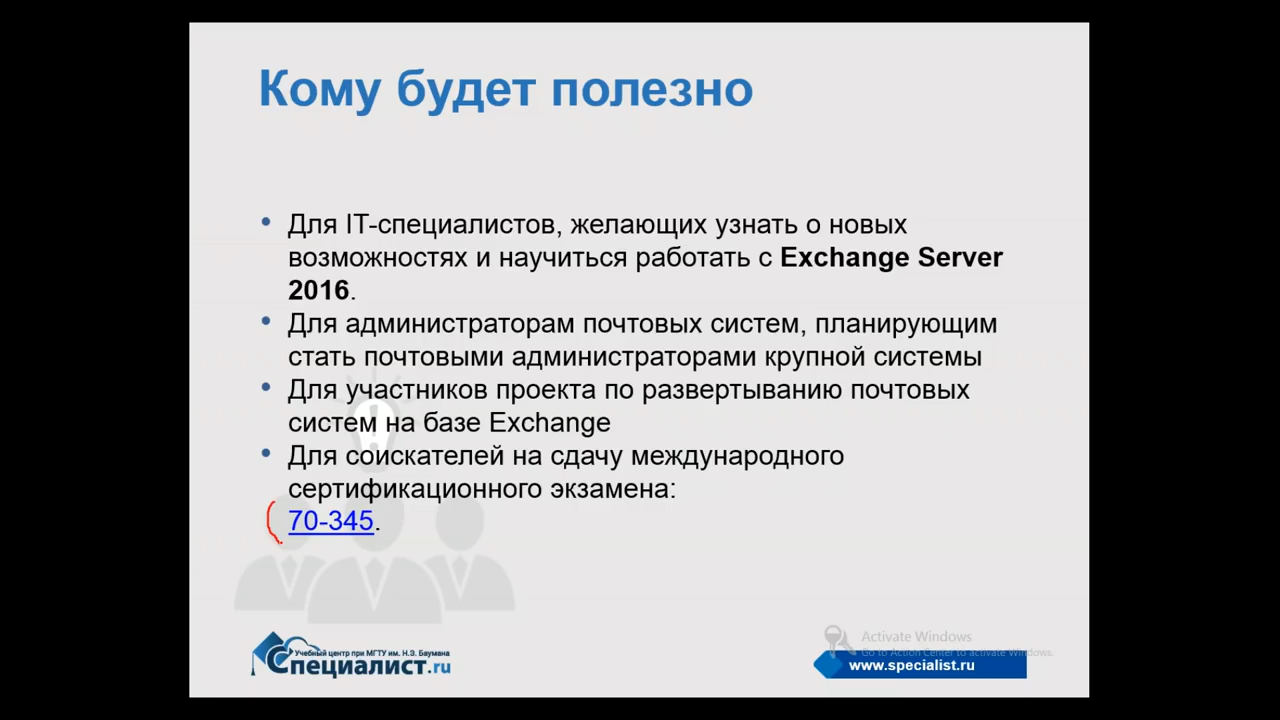 Кому будет полезно
• Для IT-специалистов, желающих узнать о новых
возможностях и научиться работать с Exchange Server
2016.
• Для администраторам почтовых систем, планирующим
стать почтовыми администраторами крупной системы
• Для участников проекта по развертыванию почтовых
систем на базе Exchange
• Для соискателей на сдачу международного
сертификационного экзамена:
70-345.
Учебный центр при МГТУ им. Н.Э. Баумана
Специалист.ru
Activate Windows
Go to Action Center to activate Windows.
www.specialist.ru